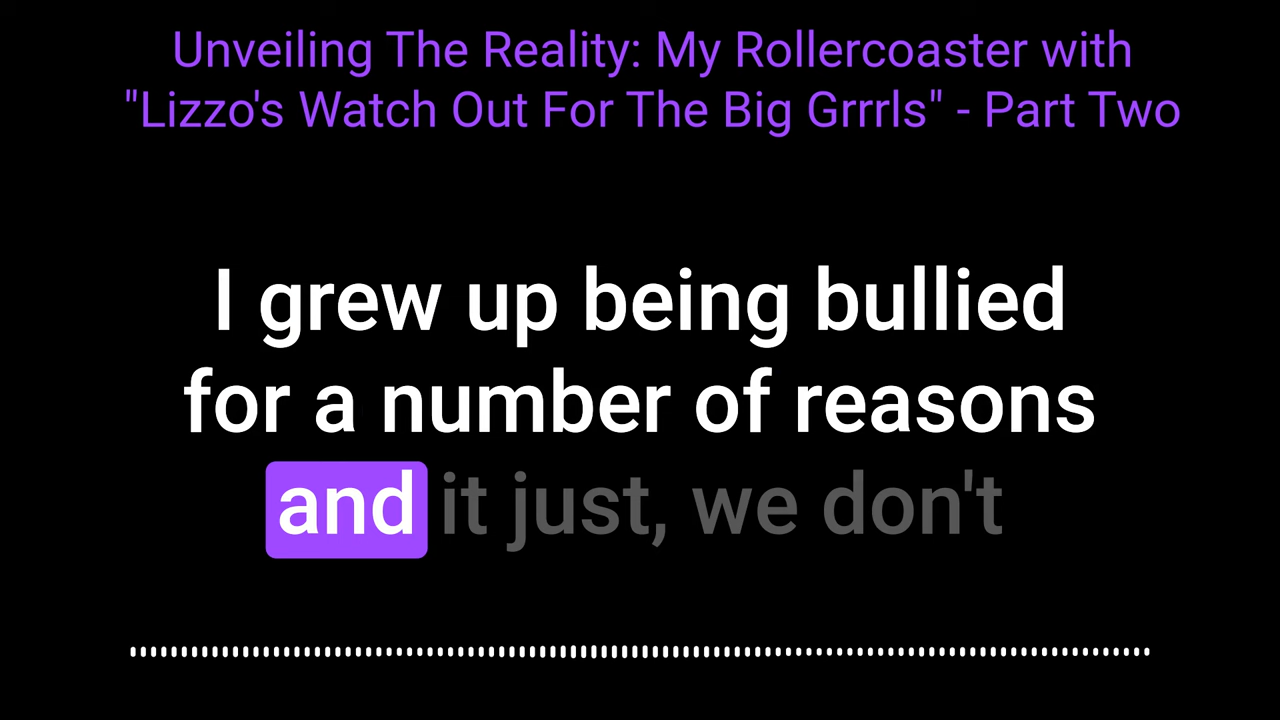 Unveiling The Reality: My Rollercoaster with
"Lizzo's Watch Out For The Big Grrrls" - Part Two
I grew up being bullied
for a number of reasons
and it just, we don't